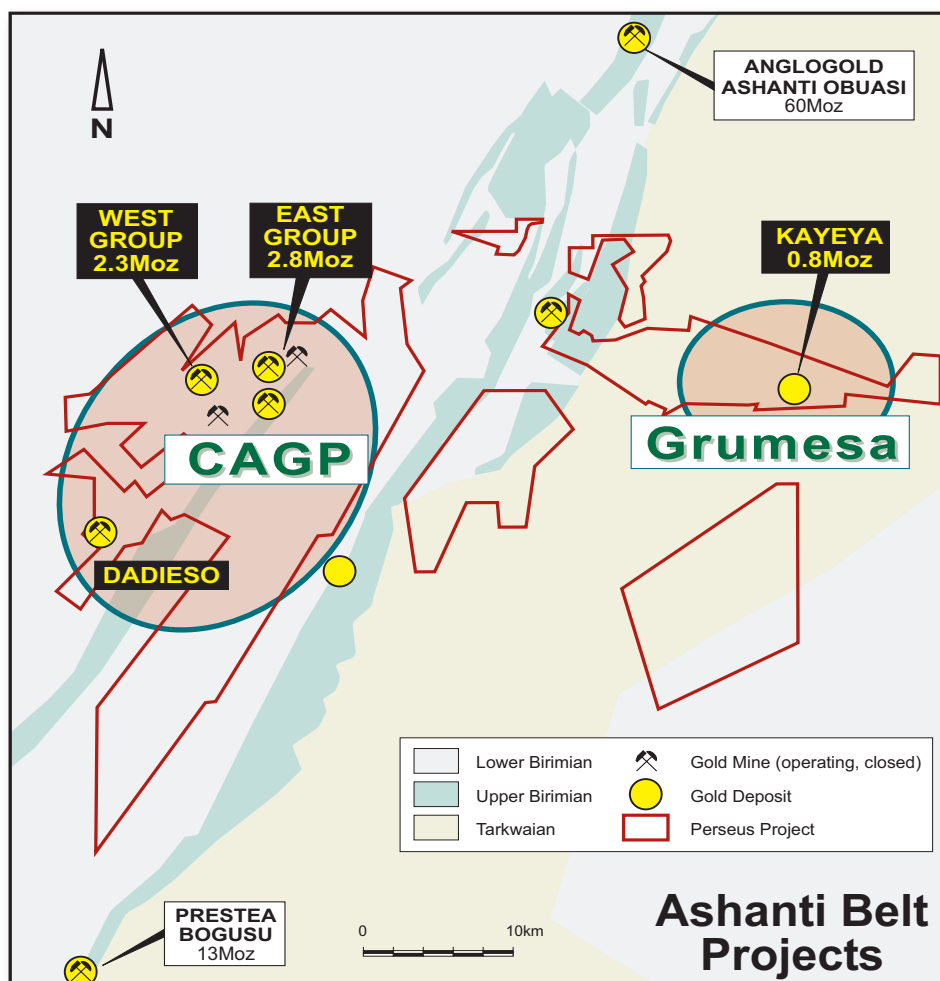 ANGLOGOLD
ASHANTI OBUASI
60Moz
N
WEST
GROUP
2.3Moz
EAST
GROUP
2.8Moz
KAYEYA
0.8Moz
CAGP
Grumesa
DADIESO
Lower Birimian
Gold Mine (operating, closed)
Upper Birimian
Gold Deposit
Tarkwaian
Perseus Project
PRESTEA
BOGUSU
13Moz
0 10km
Ashanti Belt
Projects